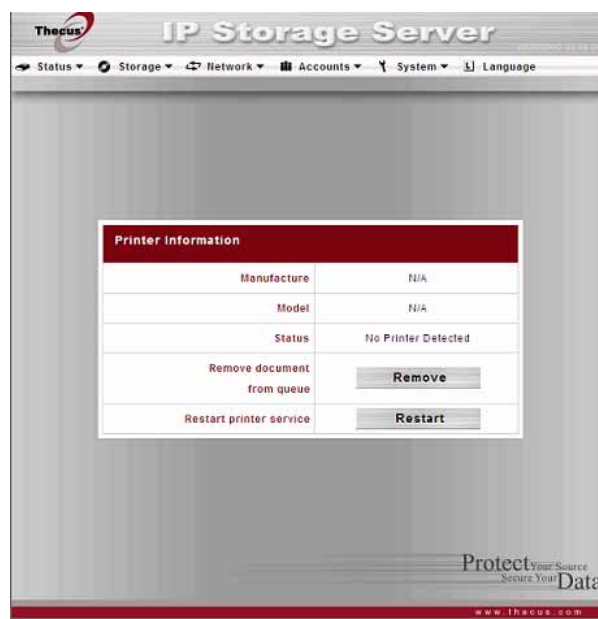 Thecus
IP Storage Server
Status Storage Network Accounts System Language
Printer Information
Manufacture N/A
Model N/A
Status No Printer Detected
Remove document
from queue
Remove
Restart printer service Restart
Protect Your Source
Secure Your Data
www.thecus.com